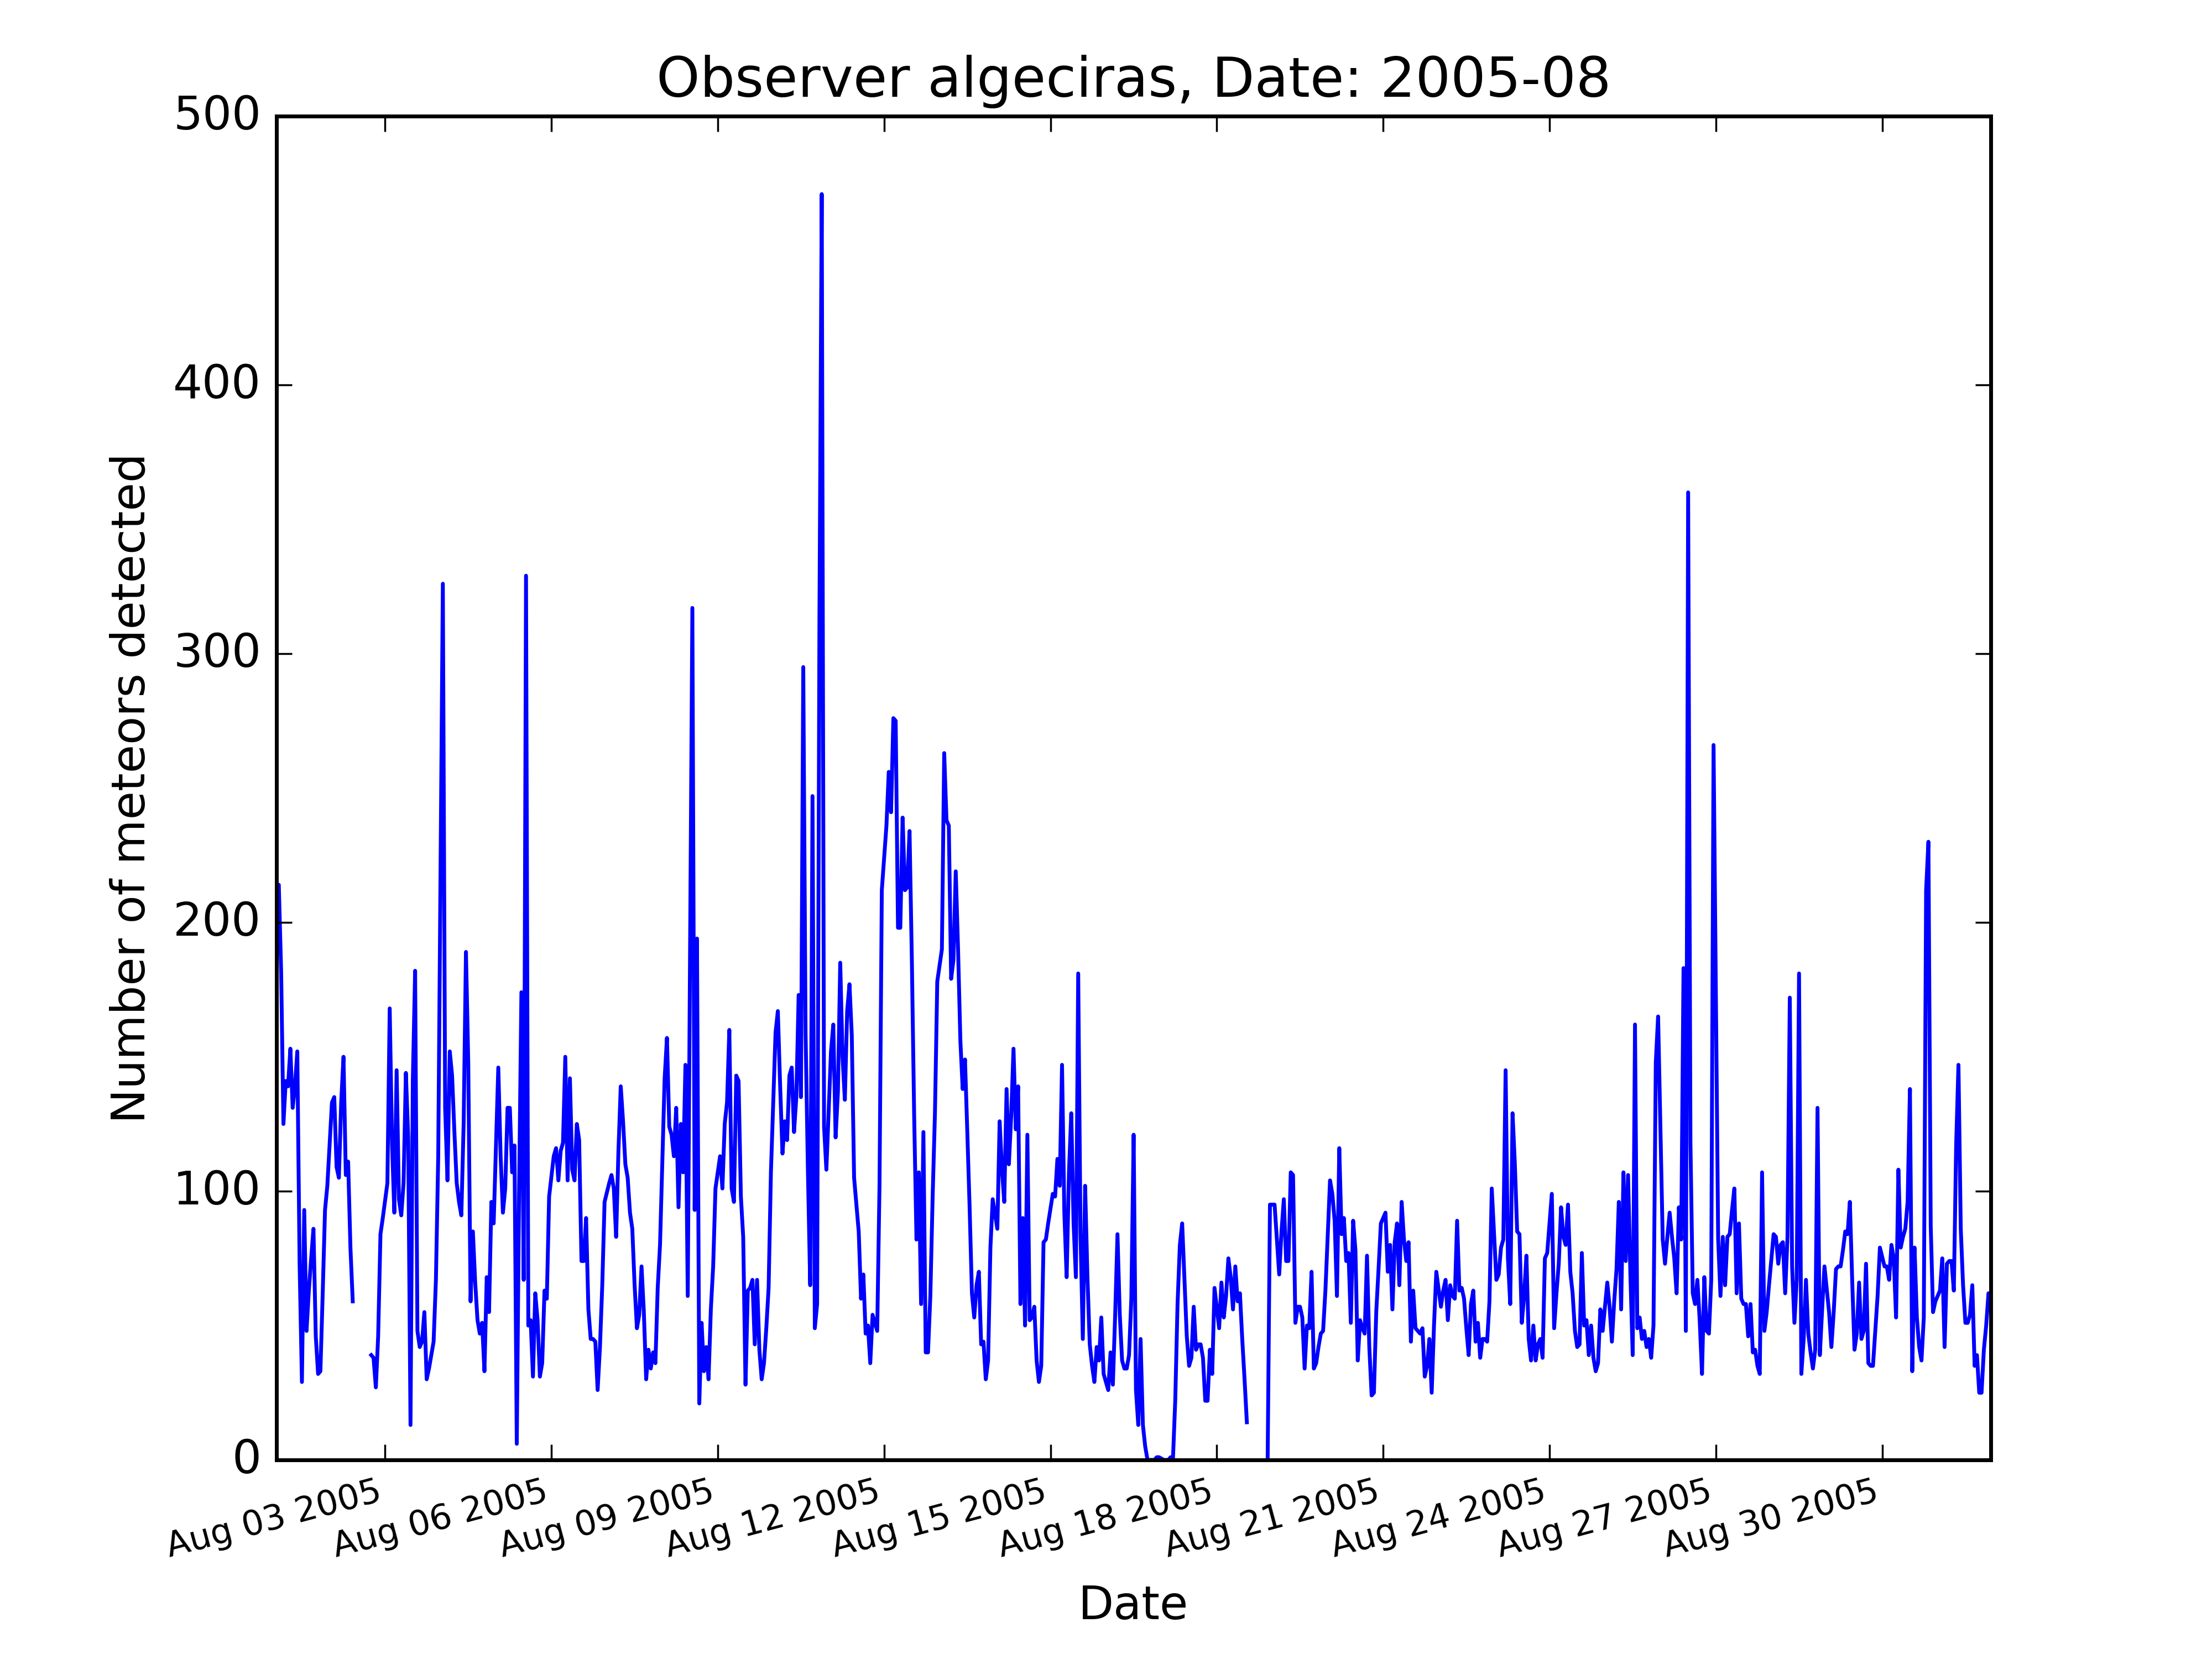 Observer algeciras, Date: 2005-08
500
400
300
200
100
0
Number of meteors detected
Aug 03 2005
Aug 06 2005
Aug 09 2005
Aug 12 2005
Aug 15 2005
Aug 18 2005
Aug 21 2005
Aug 24 2005
Aug 27 2005
Aug 30 2005
Date